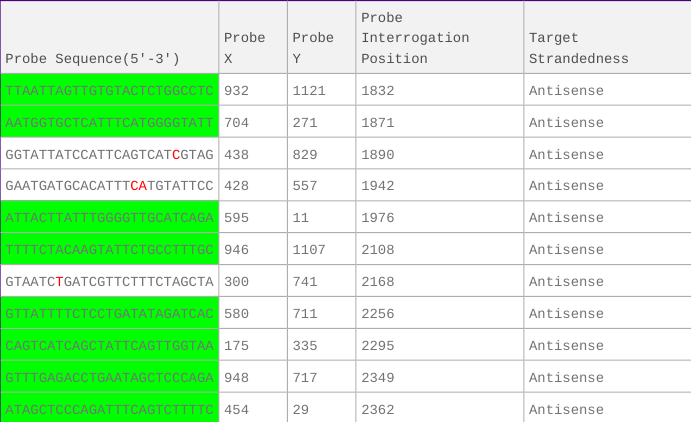 Probe Sequence(5'-3') Probe X Probe Y Probe Interrogation Position Target Strandedness
TTAATTAGTTGTGTACTCTGGCCTC 932 1121 1832 Antisense
AATGGTGCTCATTTCATGGGGTATT 704 271 1871 Antisense
GGTATTATCCATTCAGTCATCGTAG 438 829 1890 Antisense
GAATGATGCACATTTCATGTATTCC 428 557 1942 Antisense
ATTACTTATTTGGGGTTGCATCAGA 595 11 1976 Antisense
TTTTCTACAAGTATTCTGCCTTTGC 946 1107 2108 Antisense
GTAATCTGATCGTTCTTTCTAGCTA 300 741 2168 Antisense
GTTATTTTCTCCTGATATAGATCAC 580 711 2256 Antisense
CAGTCATCAGCTATTCAGTTGGTAA 175 335 2295 Antisense
GTTTGAGACCTGAATAGCTCCCAGA 948 717 2349 Antisense
ATAGCTCCCAGATTTCAGTCTTTTC 454 29 2362 Antisense